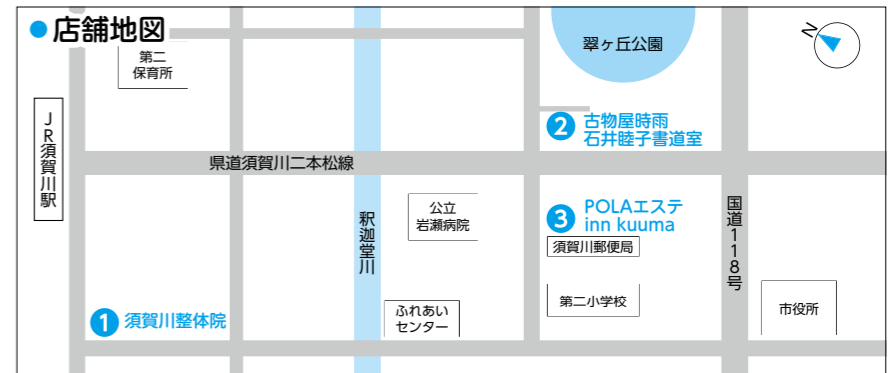 ●店舗地図
第二
保育所
翠ヶ丘公園
N
JR須賀川駅
2 古物屋時雨
石井睦子書道室
県道須賀川二本松線
釈迦堂川
公立
岩瀬病院
3 POLAエステ
inn kuuma
須賀川郵便局
国道118号
1 須賀川整体院
ふれあい
センター
第二小学校
市役所